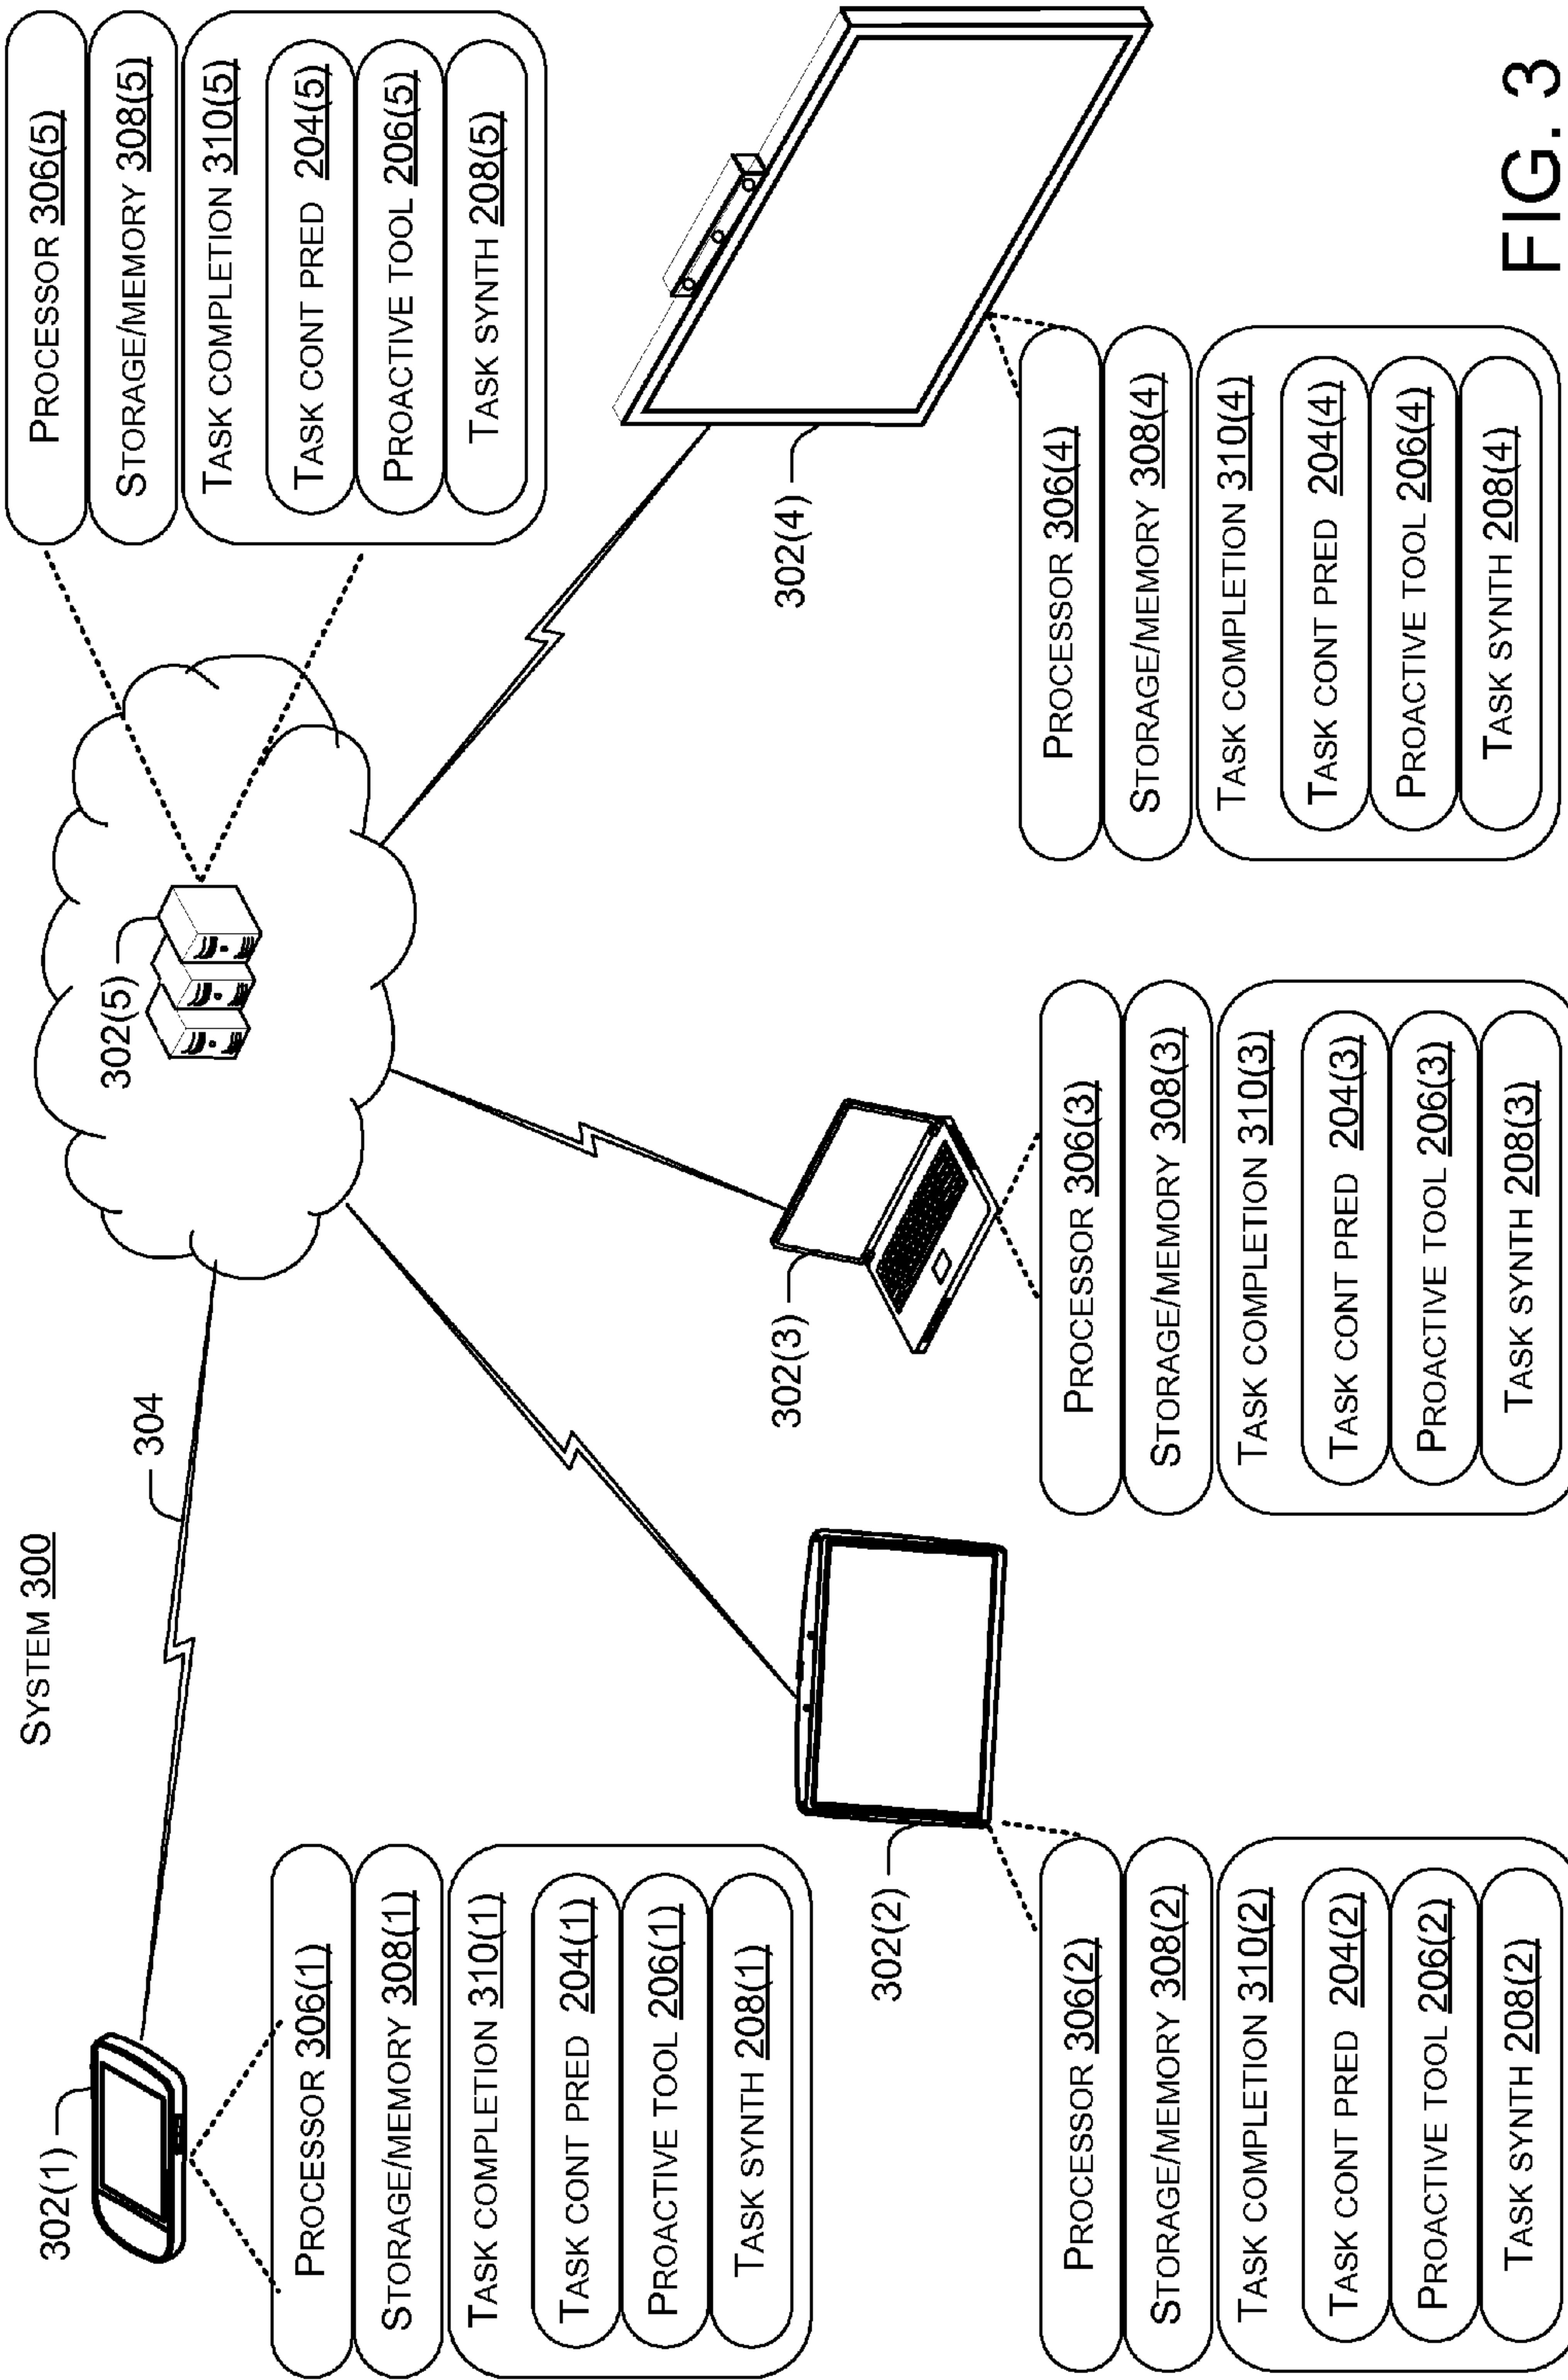 SYSTEM 300
302(1)
304
302(5)
PROCESSOR 306(5)
STORAGE/MEMORY 308(5)
TASK COMPLETION 310(5)
TASK CONT PRED 204(5)
PROACTIVE TOOL 206(5)
TASK SYNTH 208(5)
PROCESSOR 306(1)
STORAGE/MEMORY 308(1)
TASK COMPLETION 310(1)
TASK CONT PRED 204(1)
PROACTIVE TOOL 206(1)
TASK SYNTH 208(1)
302(2)
302(3)
302(4)
PROCESSOR 306(2)
STORAGE/MEMORY 308(2)
TASK COMPLETION 310(2)
TASK CONT PRED 204(2)
PROACTIVE TOOL 206(2)
TASK SYNTH 208(2)
PROCESSOR 306(3)
STORAGE/MEMORY 308(3)
TASK COMPLETION 310(3)
TASK CONT PRED 204(3)
PROACTIVE TOOL 206(3)
TASK SYNTH 208(3)
PROCESSOR 306(4)
STORAGE/MEMORY 308(4)
TASK COMPLETION 310(4)
TASK CONT PRED 204(4)
PROACTIVE TOOL 206(4)
TASK SYNTH 208(4)
FIG. 3